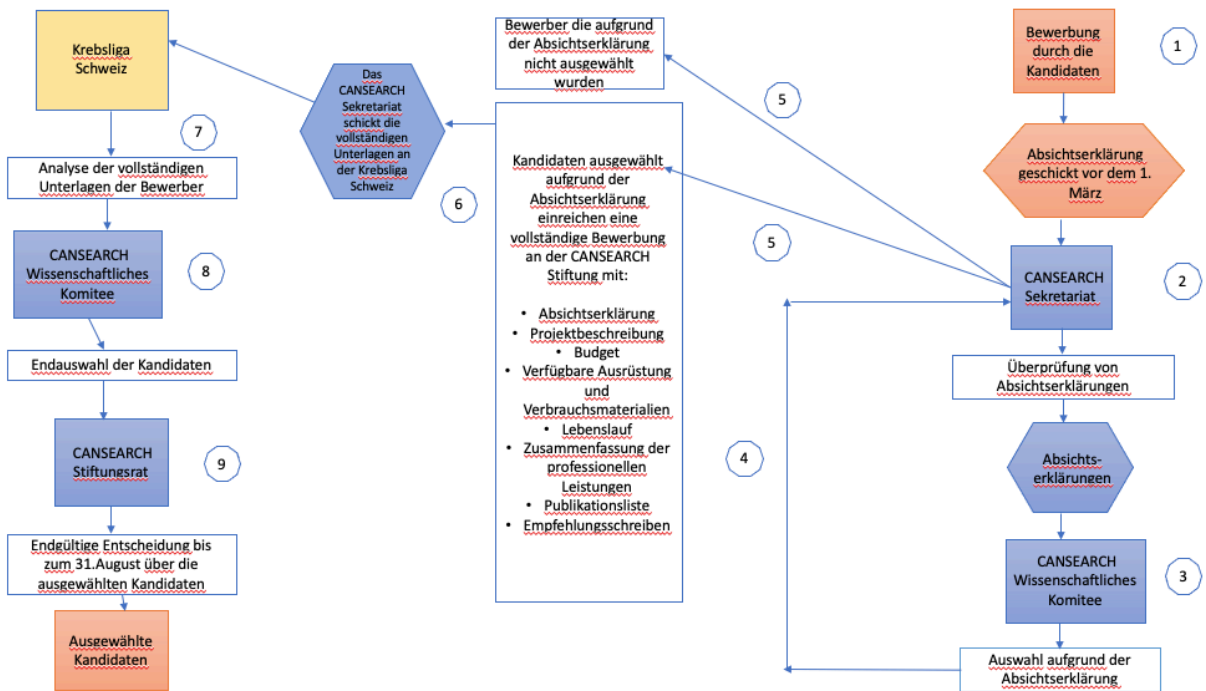 Bewerbung
durch die
Kandidaten
1
Absichtserklärung
geschickt vor dem 1.
März
CANSEARCH
Sekretariat
2
Überprüfung von
Absichtserklärungen
Absichts-
erklärungen
CANSEARCH
Wissenschaftliches
Komitee
3
Auswahl aufgrund der
Absichtserklärung
4
5
Bewerber die aufgrund
der Absichtserklärung
nicht ausgewählt
wurden
5
Kandidaten ausgewählt
aufgrund der
Absichtserklärung
einreichen eine
vollständige Bewerbung
an der CANSEARCH
Stiftung mit:
• Absichtserklärung
• Projektbeschreibung
• Budget
• Verfügbare Ausrüstung
und
Verbrauchsmaterialien
• Lebenslauf
• Zusammenfassung der
professionellen
Leistungen
• Publikationsliste
• Empfehlungsschreiben
Das
CANSEARCH
Sekretariat
schickt die
vollständigen
Unterlagen an
der Krebsliga
Schweiz
6
Krebsliga
Schweiz
7
Analyse der vollständigen
Unterlagen der Bewerber
CANSEARCH
Wissenschaftliches
Komitee
8
Endauswahl der Kandidaten
CANSEARCH
Stiftungsrat
9
Endgültige Entscheidung bis
zum 31.August über die
ausgewählten Kandidaten
Ausgewählte
Kandidaten